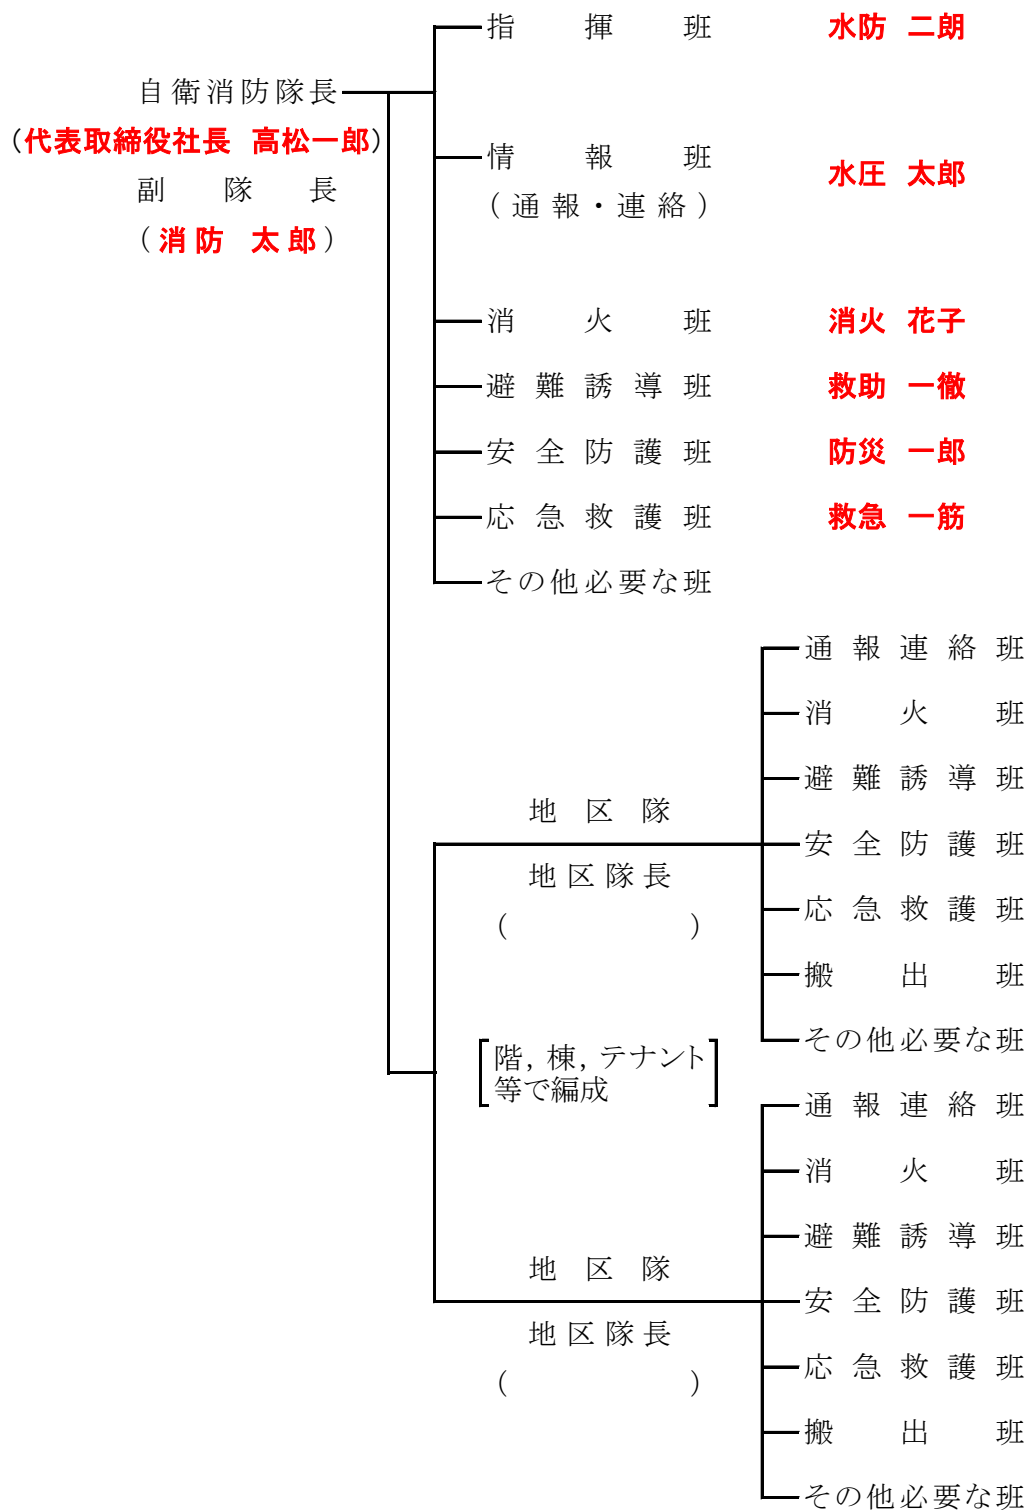 指揮班 水防 二朗
自衛消防隊長
(代表取締役社長 高松一郎)
情報班 水圧 太郎
副隊長
(通報・連絡)
(消防 太郎)
消火班 消火 花子
避難誘導班 救助 一徹
安全防護班 防災 一郎
応急救護班 救急 一筋
その他必要な班
通報連絡班
消火班
避難誘導班
地区隊
安全防護班
地区隊長
応急救護班
( )
搬出班
その他必要な班
階, 棟, テナント
等で編成
通報連絡班
消火班
避難誘導班
地区隊
安全防護班
地区隊長
応急救護班
( )
搬出班
その他必要な班